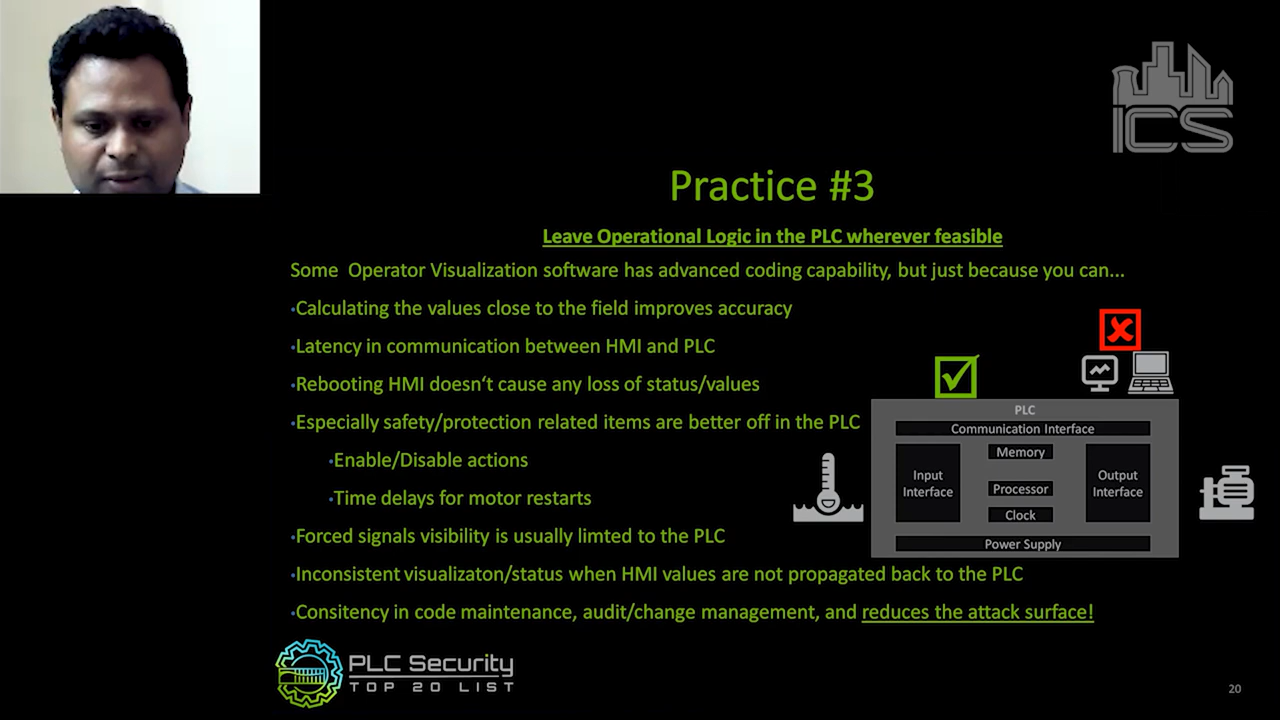 ICS
Practice #3
Leave Operational Logic in the PLC wherever feasible
Some Operator Visualization software has advanced coding capability, but just because you can...
•Calculating the values close to the field improves accuracy
•Latency in communication between HMI and PLC
•Rebooting HMI doesn‘t cause any loss of status/values
•Especially safety/protection related items are better off in the PLC
•Enable/Disable actions
•Time delays for motor restarts
•Forced signals visibility is usually limted to the PLC
•Inconsistent visualizaton/status when HMI values are not propagated back to the PLC
•Consitency in code maintenance, audit/change management, and reduces the attack surface!
PLC
Communication Interface
Input
Interface
Memory
Processor
Clock
Output
Interface
Power Supply
PLC Security
TOP 20 LIST
20